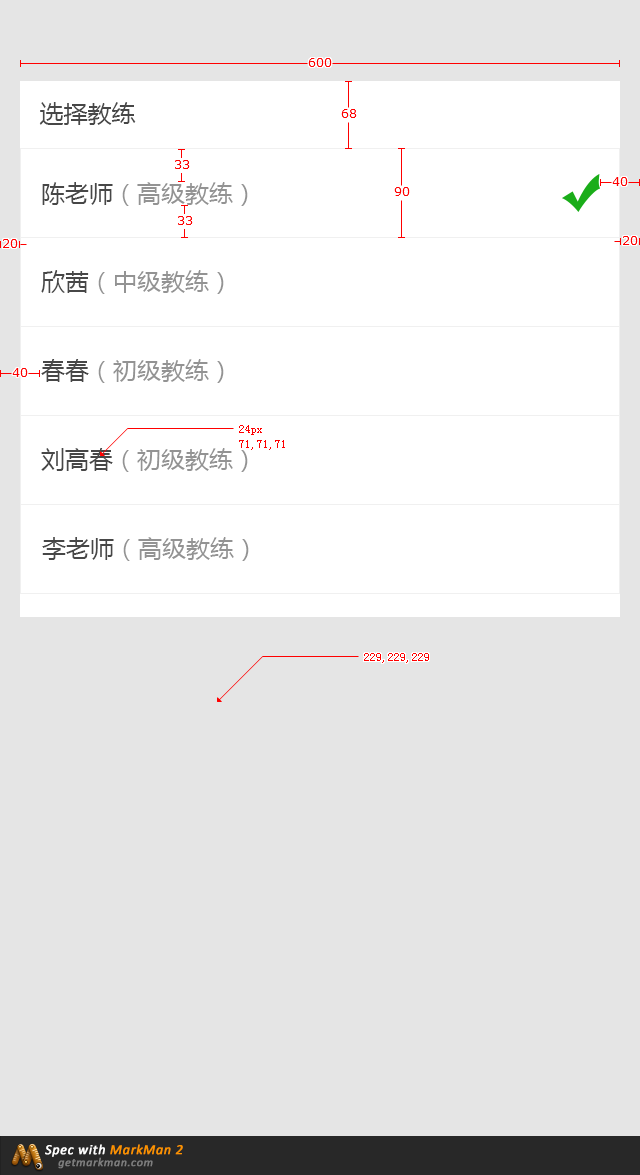 600
选择教练
68
33
陈老师（高级教练）
90
40
33
20
20
欣茜（中级教练）
40
春春（初级教练）
24px
71, 71, 71
刘高春（初级教练）
李老师（高级教练）
229, 229, 229
Spec with MarkMan 2
getmarkman.com